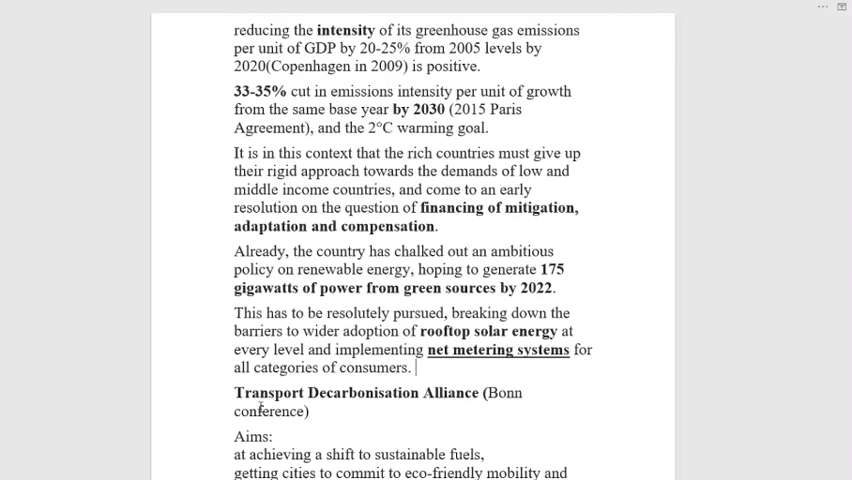 reducing the intensity of its greenhouse gas emissions
per unit of GDP by 20-25% from 2005 levels by
2020(Copenhagen in 2009) is positive.
33-35% cut in emissions intensity per unit of growth
from the same base year by 2030 (2015 Paris
Agreement), and the 2°C warming goal.
It is in this context that the rich countries must give up
their rigid approach towards the demands of low and
middle income countries, and come to an early
resolution on the question of financing of mitigation,
adaptation and compensation.
Already, the country has chalked out an ambitious
policy on renewable energy, hoping to generate 175
gigawatts of power from green sources by 2022.
This has to be resolutely pursued, breaking down the
barriers to wider adoption of rooftop solar energy at
every level and implementing net metering systems for
all categories of consumers.
Transport Decarbonisation Alliance (Bonn
conference)
Aims:
at achieving a shift to sustainable fuels,
getting cities to commit to eco-friendly mobility and